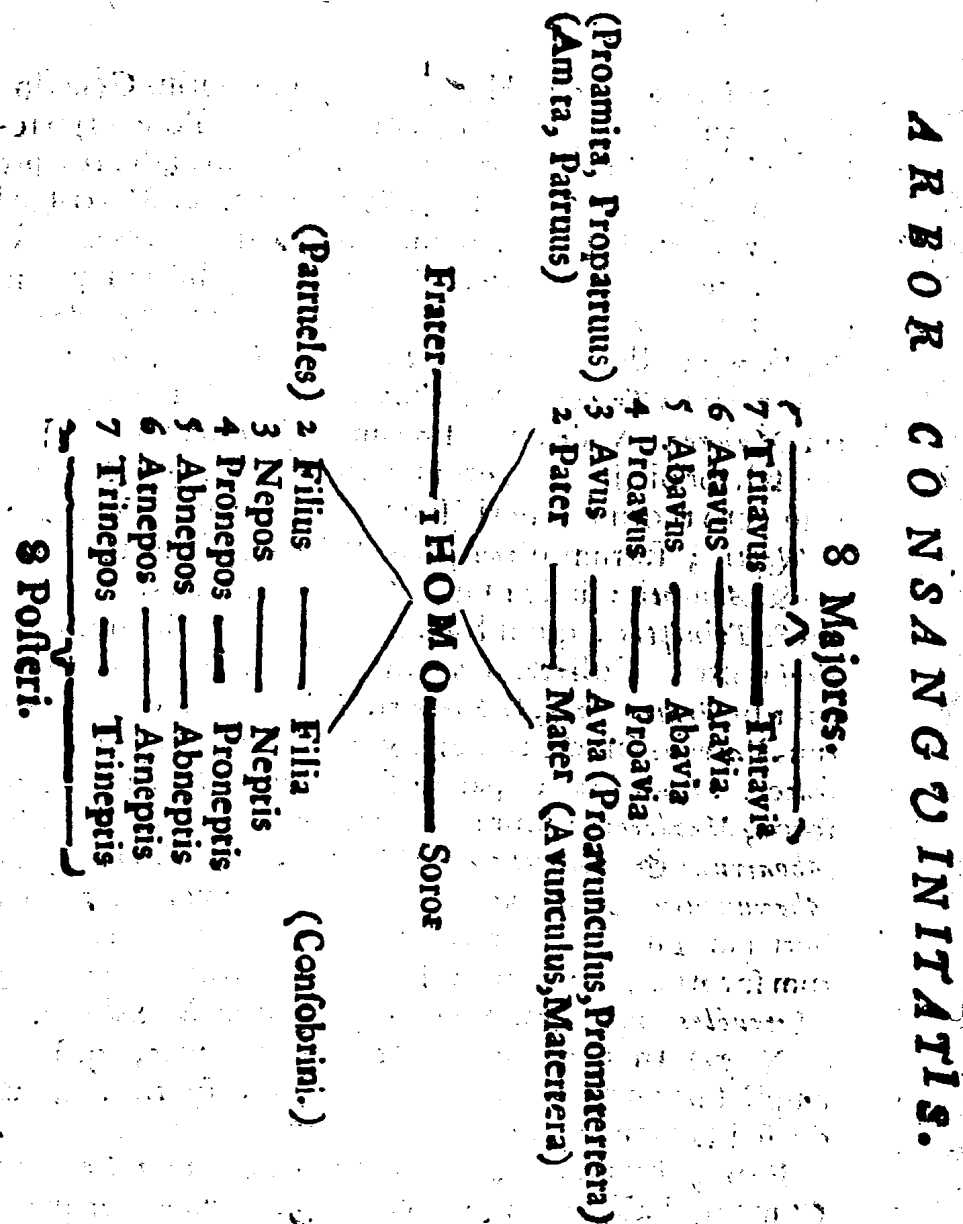 ARBOR CONSANGUINITATIS.
8 Majores.
7 Tritavus — Tritavia
6 Atavus — Atavia
5 Abavus — Abavia
4 Proavus — Proavia
(Proamita, Propatruus) 3 Avus — Avia (Proavunculus, Promatertera)
(Amita, Patruus) 2 Pater — Mater (Avunculus, Matertera)
Frater — 1 HOMO — Soror
(Patrueles) 2 Filius — Filia (Conſobrini.)
3 Nepos — Neptis
4 Pronepos — Proneptis
5 Abnepos — Abneptis
6 Atnepos — Atneptis
7 Trinepos — Trineptis
8 Poſteri.